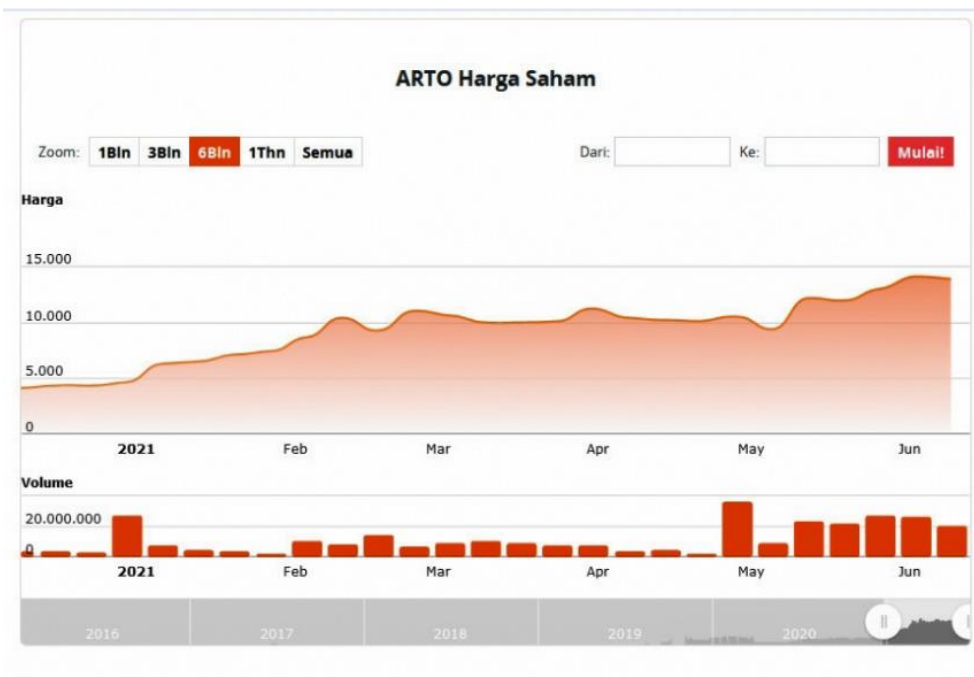 ARTO Harga Saham
Zoom: 1Bln 3Bln 6Bln 1Thn Semua Dari: Ke: Mulai!
Harga
15.000
10.000
5.000
0
2021 Feb Mar Apr May Jun
Volume
20.000.000
0
2021 Feb Mar Apr May Jun
2016 2017 2018 2019 2020